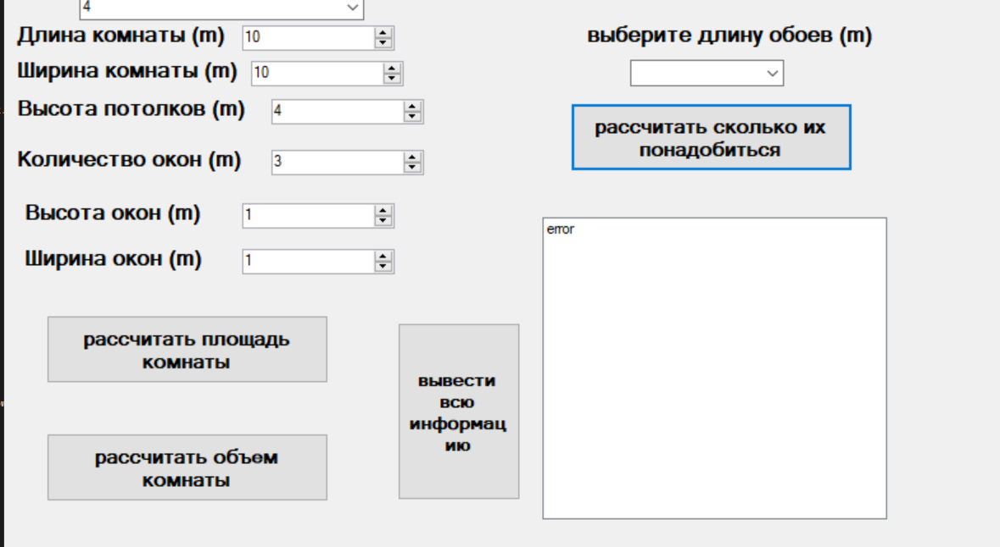 4
Длина комнаты (m) 10
выберите длину обоев (m)
Ширина комнаты (m) 10
Высота потолков (m) 4
рассчитать сколько их
понадобиться
Количество окон (m) 3
Высота окон (m) 1
error
Ширина окон (m) 1
рассчитать площадь
комнаты
вывести
всю
информац
ию
рассчитать объем
комнаты